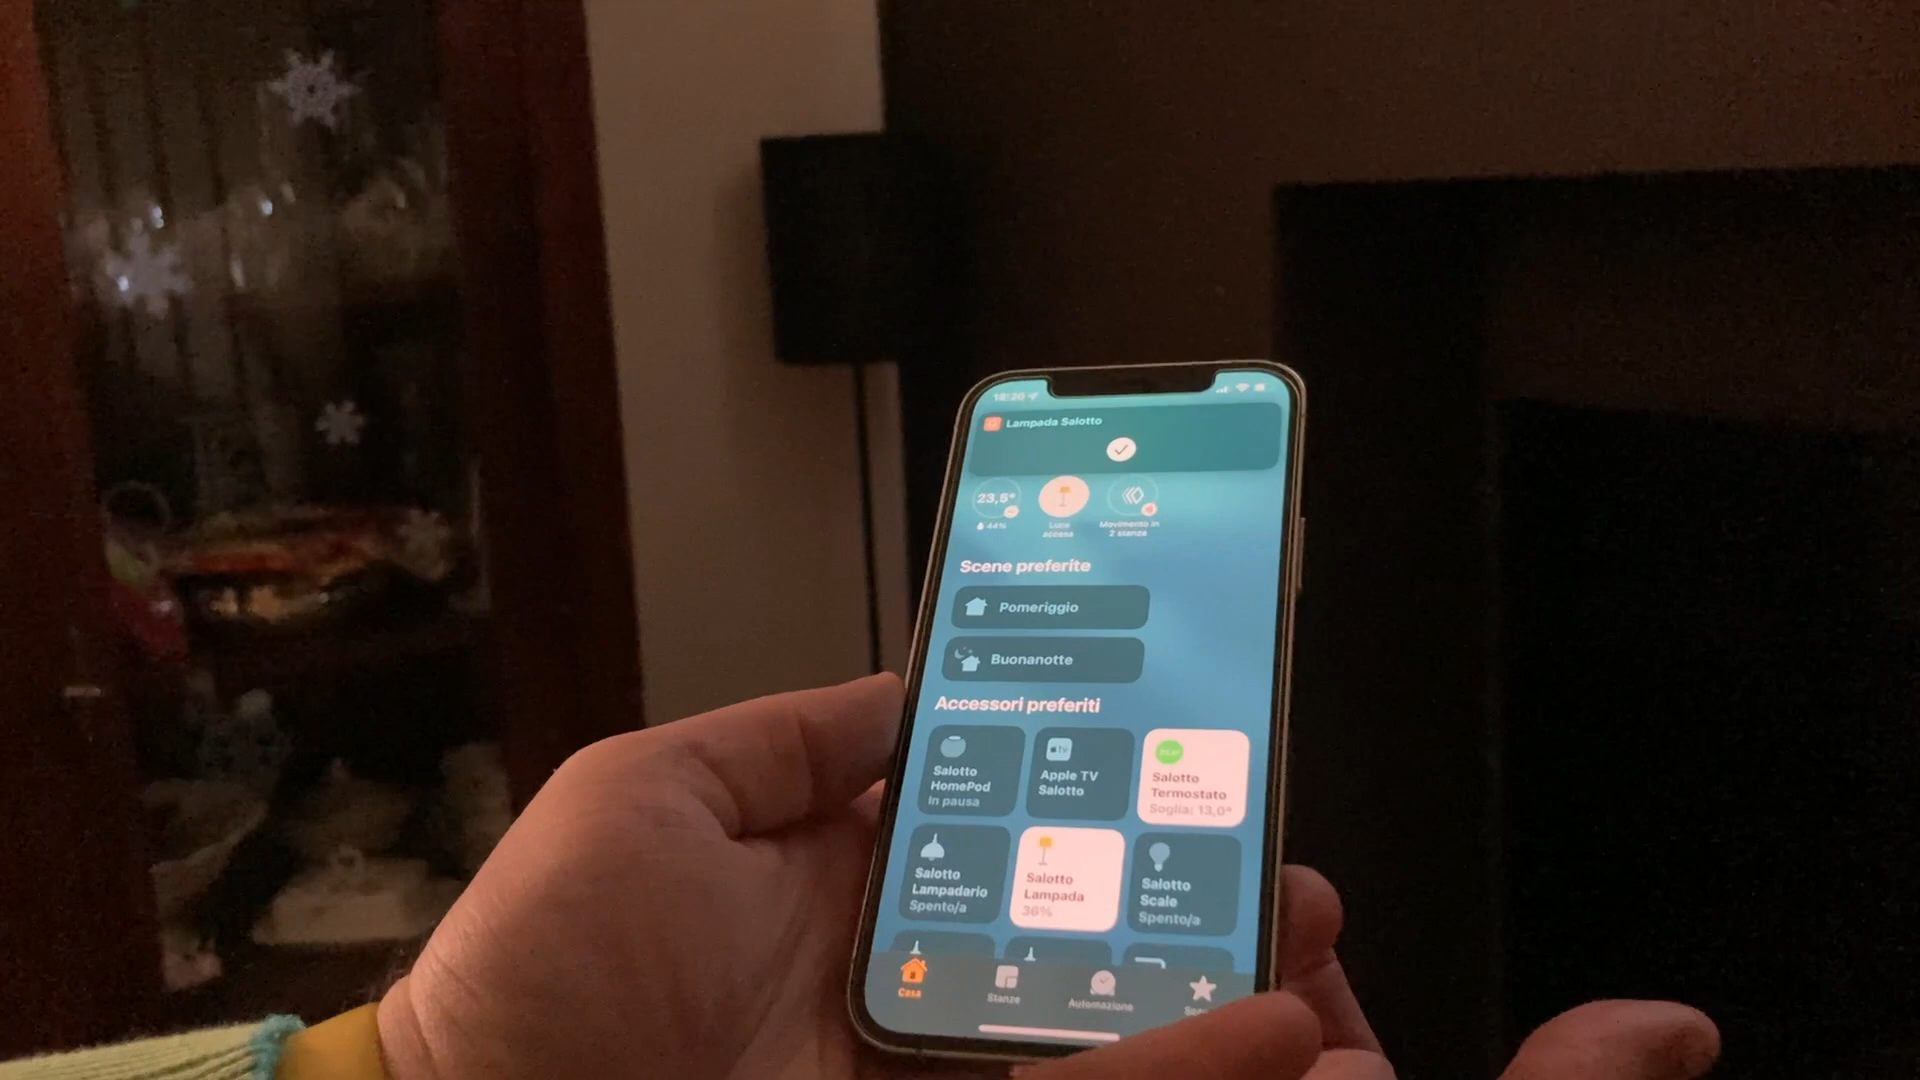 18:20
Lampada Salotto
23,5°
44%
Luce
accesa
Movimento in
2 stanze
Scene preferite
Pomeriggio
Buonanotte
Accessori preferiti
Salotto
HomePod
In pausa
tv
Apple TV
Salotto
Salotto
Termostato
Soglia: 13,0°
Salotto
Lampadario
Spento/a
Salotto
Lampada
36%
Salotto
Scale
Spento/a
Casa
Stanze
Automazione